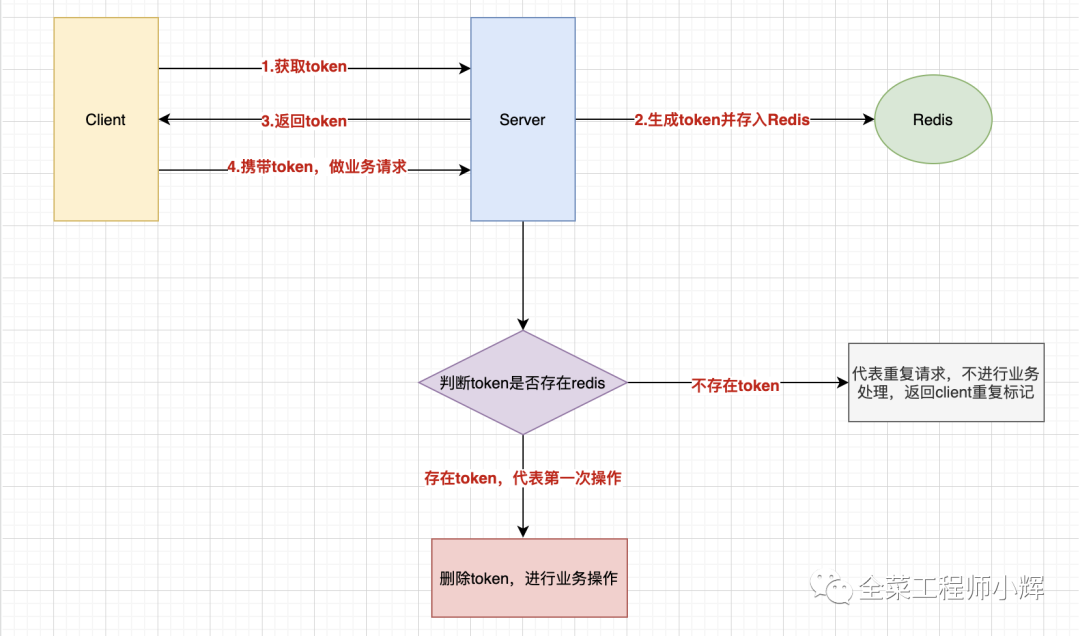 1.获取token
Client
Server
3.返回token
2.生成token并存入Redis
Redis
4.携带token，做业务请求
判断token是否存在redis
不存在token
代表重复请求，不进行业务
处理，返回client重复标记
存在token，代表第一次操作
删除token，进行业务操作
全菜工程师小辉